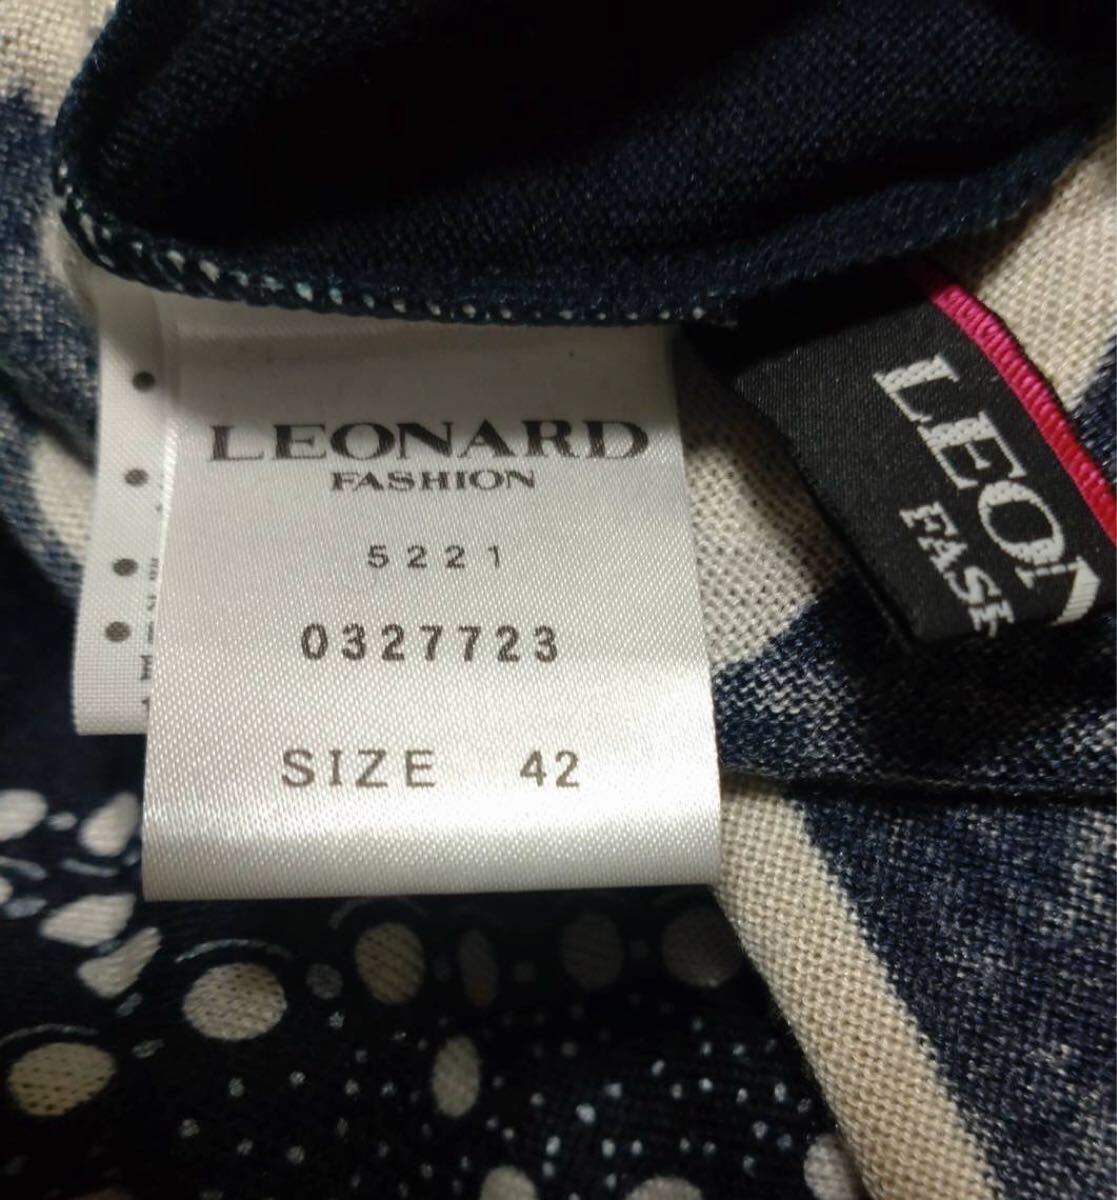 LEONARD
FASHION
5221
0327723
SIZE 42
LEON
FASH